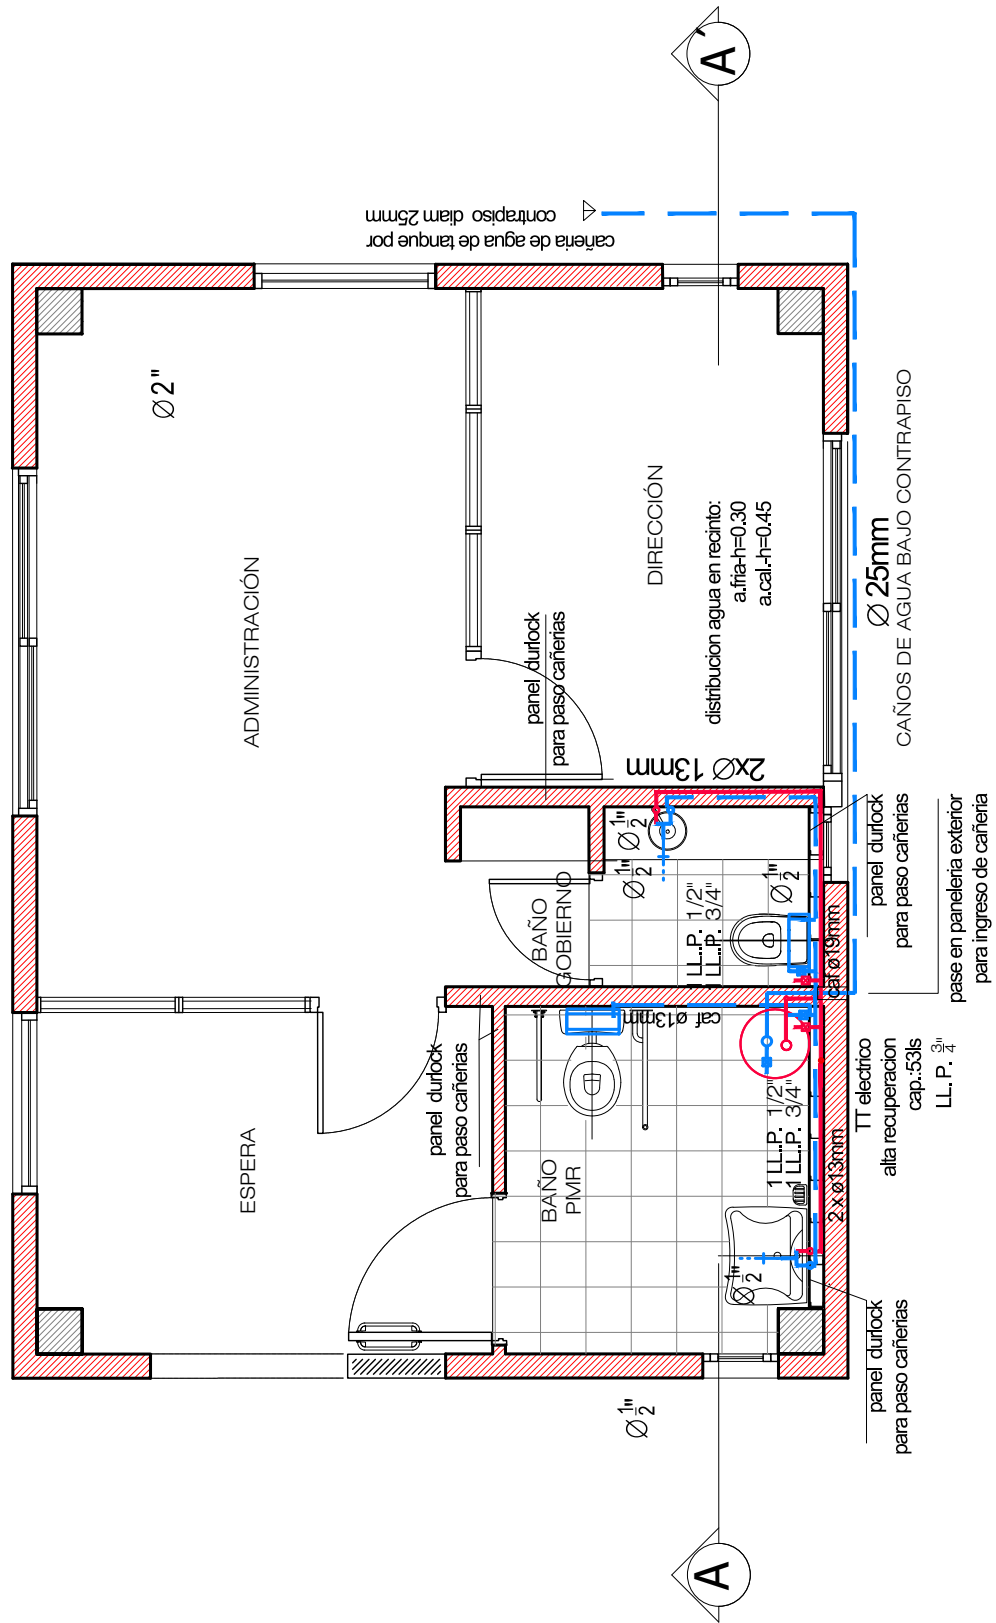 A'
cañeria de agua de tanque por
contrapiso diam 25mm
Ø 2"
ADMINISTRACIÓN
DIRECCIÓN
distribucion agua en recinto:
a.fria-h=0.30
a.cal.-h=0.45
Ø 25mm
CAÑOS DE AGUA BAJO CONTRAPISO
panel durlock
para paso cañerias
2xØ 13mm
Ø 1/2"
Ø 1/2"
Ø 1/2"
BAÑO
GOBIERNO
1 LL.P. 1/2"
1 LL.P. 3/4"
caf ø19mm
panel durlock
para paso cañerias
pase en paneleria exterior
para ingreso de cañeria
ESPERA
panel durlock
para paso cañerias
caf ø13mm
BAÑO
PMR
1 LL.P. 1/2"
1 LL.P. 3/4"
2 x ø13mm
TT electrico
alta recuperacion
cap.:53ls
LL. P. 3/4"
Ø 1/2"
panel durlock
para paso cañerias
Ø 1/2"
A